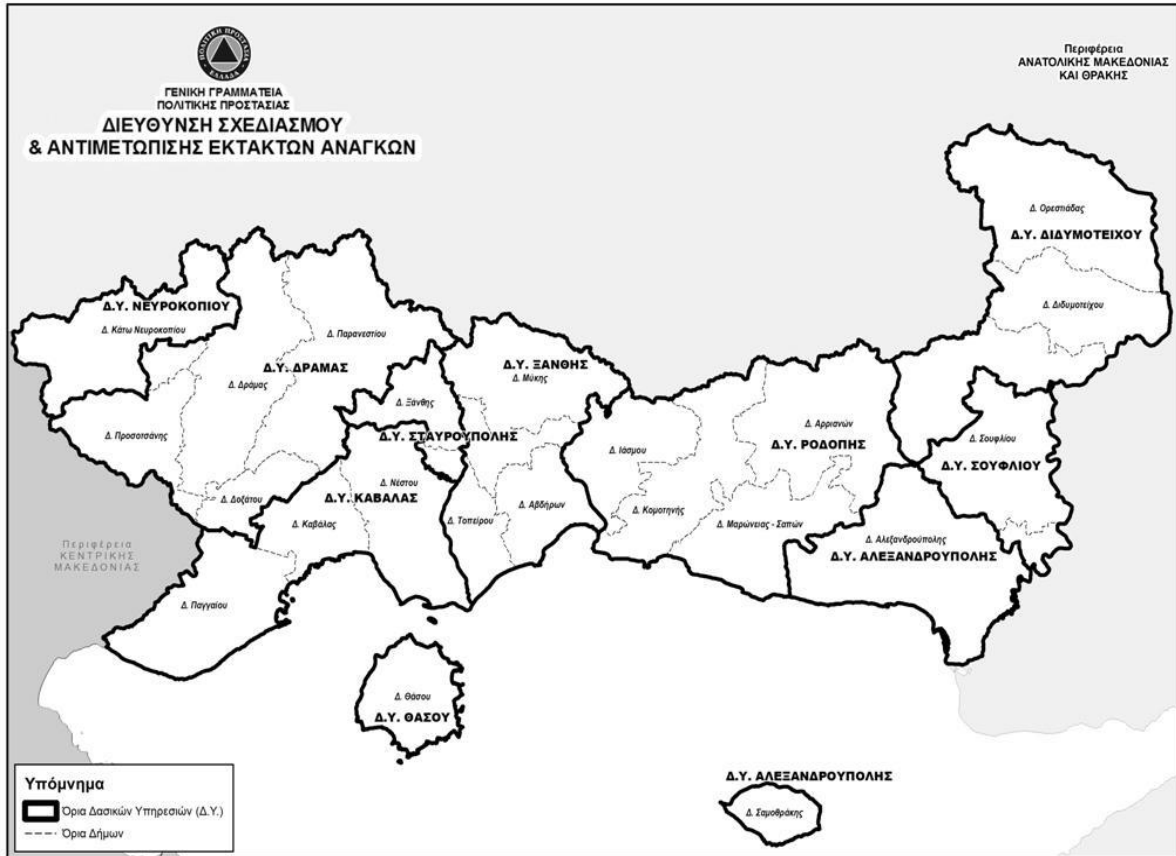 ΠΟΛΙΤΙΚΗ ΠΡΟΣΤΑΣΙΑ
ΕΛΛΑΔΑ
ΓΕΝΙΚΗ ΓΡΑΜΜΑΤΕΙΑ
ΠΟΛΙΤΙΚΗΣ ΠΡΟΣΤΑΣΙΑΣ
ΔΙΕΥΘΥΝΣΗ ΣΧΕΔΙΑΣΜΟΥ
& ΑΝΤΙΜΕΤΩΠΙΣΗΣ ΕΚΤΑΚΤΩΝ ΑΝΑΓΚΩΝ
Περιφέρεια
ΑΝΑΤΟΛΙΚΗΣ ΜΑΚΕΔΟΝΙΑΣ
ΚΑΙ ΘΡΑΚΗΣ
Δ. Ορεστιάδας
Δ.Υ. ΔΙΔΥΜΟΤΕΙΧΟΥ
Δ. Διδυμοτείχου
Δ.Υ. ΝΕΥΡΟΚΟΠΙΟΥ
Δ. Κάτω Νευροκοπίου
Δ. Παρανεστίου
Δ.Υ. ΔΡΑΜΑΣ
Δ. Δράμας
Δ.Υ. ΞΑΝΘΗΣ
Δ. Μύκης
Δ. Ξάνθης
Δ. Προσοτσάνης
Δ.Υ. ΣΤΑΥΡΟΥΠΟΛΗΣ
Δ. Ιάσμου
Δ. Αρριανών
Δ.Υ. ΡΟΔΟΠΗΣ
Δ. Σουφλίου
Δ.Υ. ΣΟΥΦΛΙΟΥ
Δ. Δοξάτου
Δ. Νέστου
Δ.Υ. ΚΑΒΑΛΑΣ
Δ. Καβάλας
Δ. Τοπείρου
Δ. Αβδήρων
Δ. Κομοτηνής
Δ. Μαρώνειας - Σαπών
Δ. Αλεξανδρούπολης
Δ.Υ. ΑΛΕΞΑΝΔΡΟΥΠΟΛΗΣ
Περιφέρεια
ΚΕΝΤΡΙΚΗΣ
ΜΑΚΕΔΟΝΙΑΣ
Δ. Παγγαίου
Δ. Θάσου
Δ.Υ. ΘΑΣΟΥ
Δ.Υ. ΑΛΕΞΑΝΔΡΟΥΠΟΛΗΣ
Δ. Σαμοθράκης
Υπόμνημα
Όρια Δασικών Υπηρεσιών (Δ.Υ.)
Όρια Δήμων